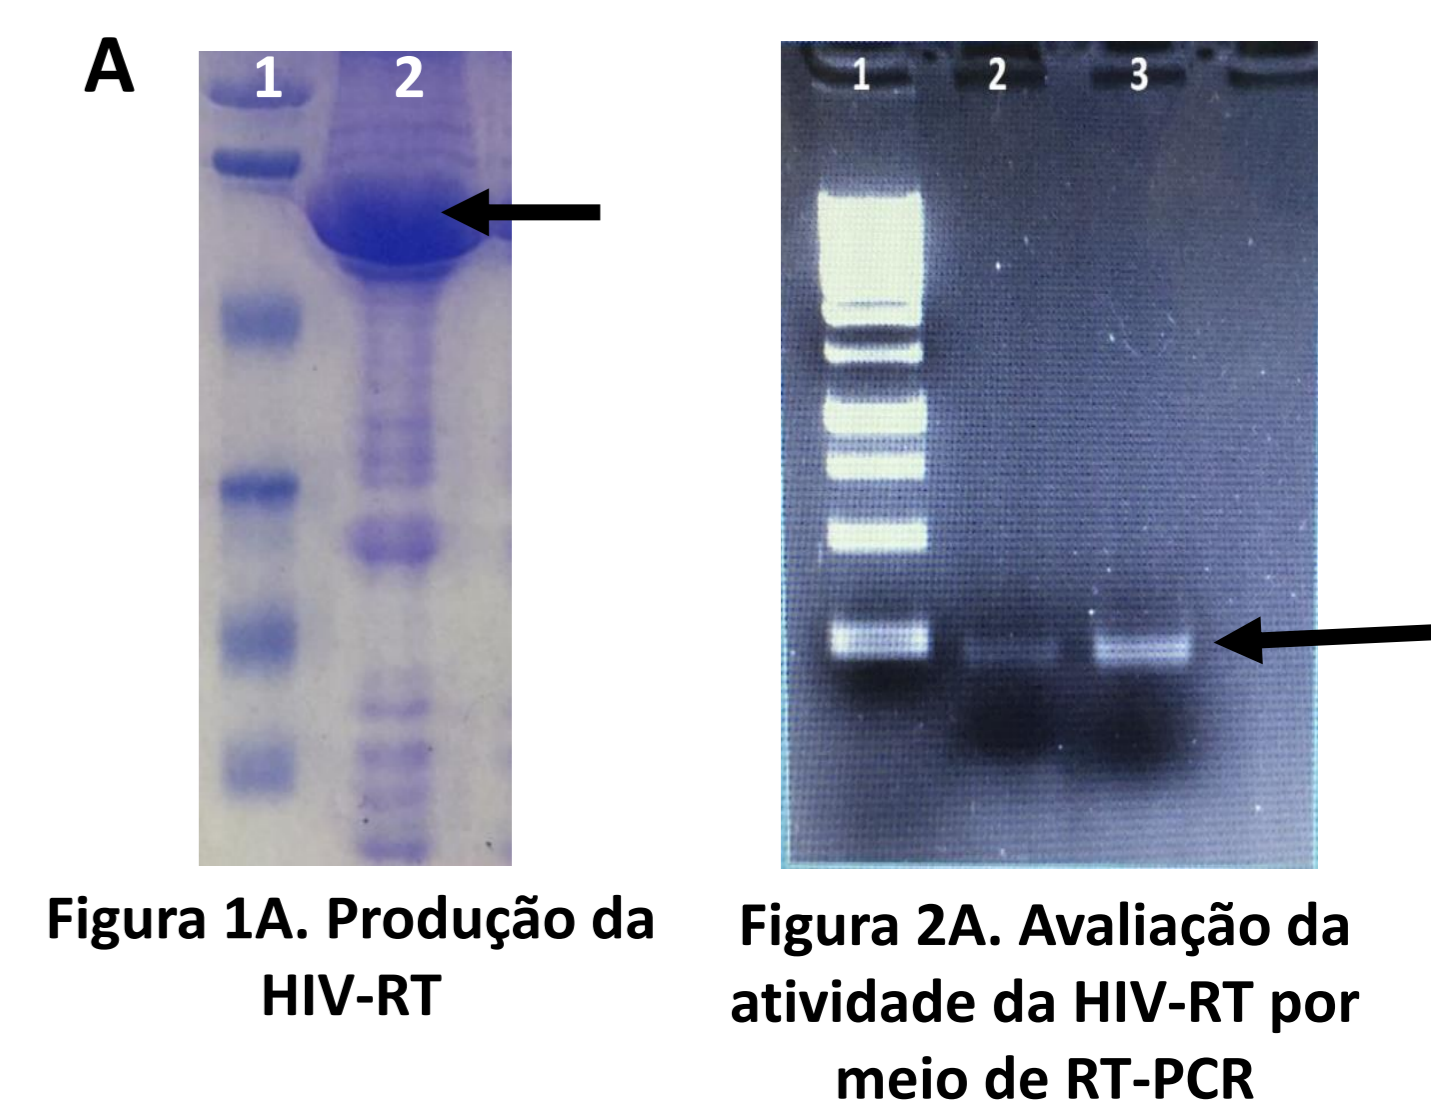 A
1 2
1 2 3
Figura 1A. Produção da
HIV-RT
Figura 2A. Avaliação da
atividade da HIV-RT por
meio de RT-PCR